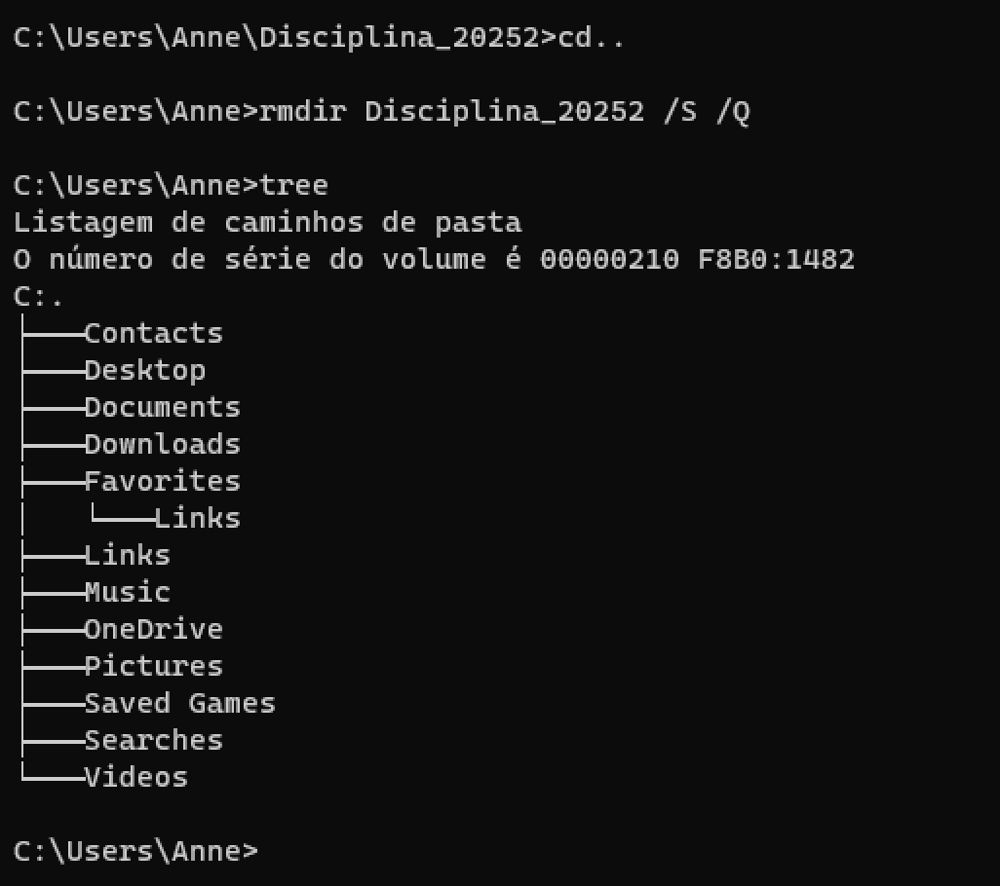 C:\Users\Anne\Disciplina_20252>cd..
C:\Users\Anne>rmdir Disciplina_20252 /S /Q
C:\Users\Anne>tree
Listagem de caminhos de pasta
O número de série do volume é 00000210 F8B0:1482
C:.
├───Contacts
├───Desktop
├───Documents
├───Downloads
├───Favorites
│   └───Links
├───Links
├───Music
├───OneDrive
├───Pictures
├───Saved Games
├───Searches
└───Videos
C:\Users\Anne>